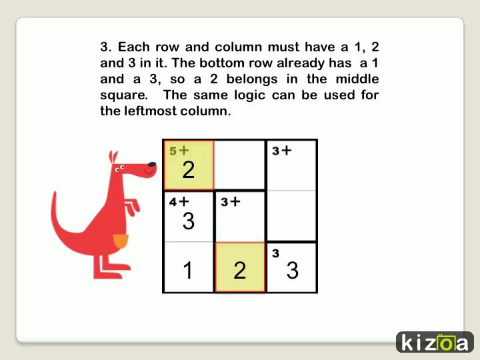 3. Each row and column must have a 1, 2
and 3 in it. The bottom row already has a 1
and a 3, so a 2 belongs in the middle
square. The same logic can be used for
the leftmost column.
5+ 3+
2
4+ 3+
3
3
1 2 3
kizoa